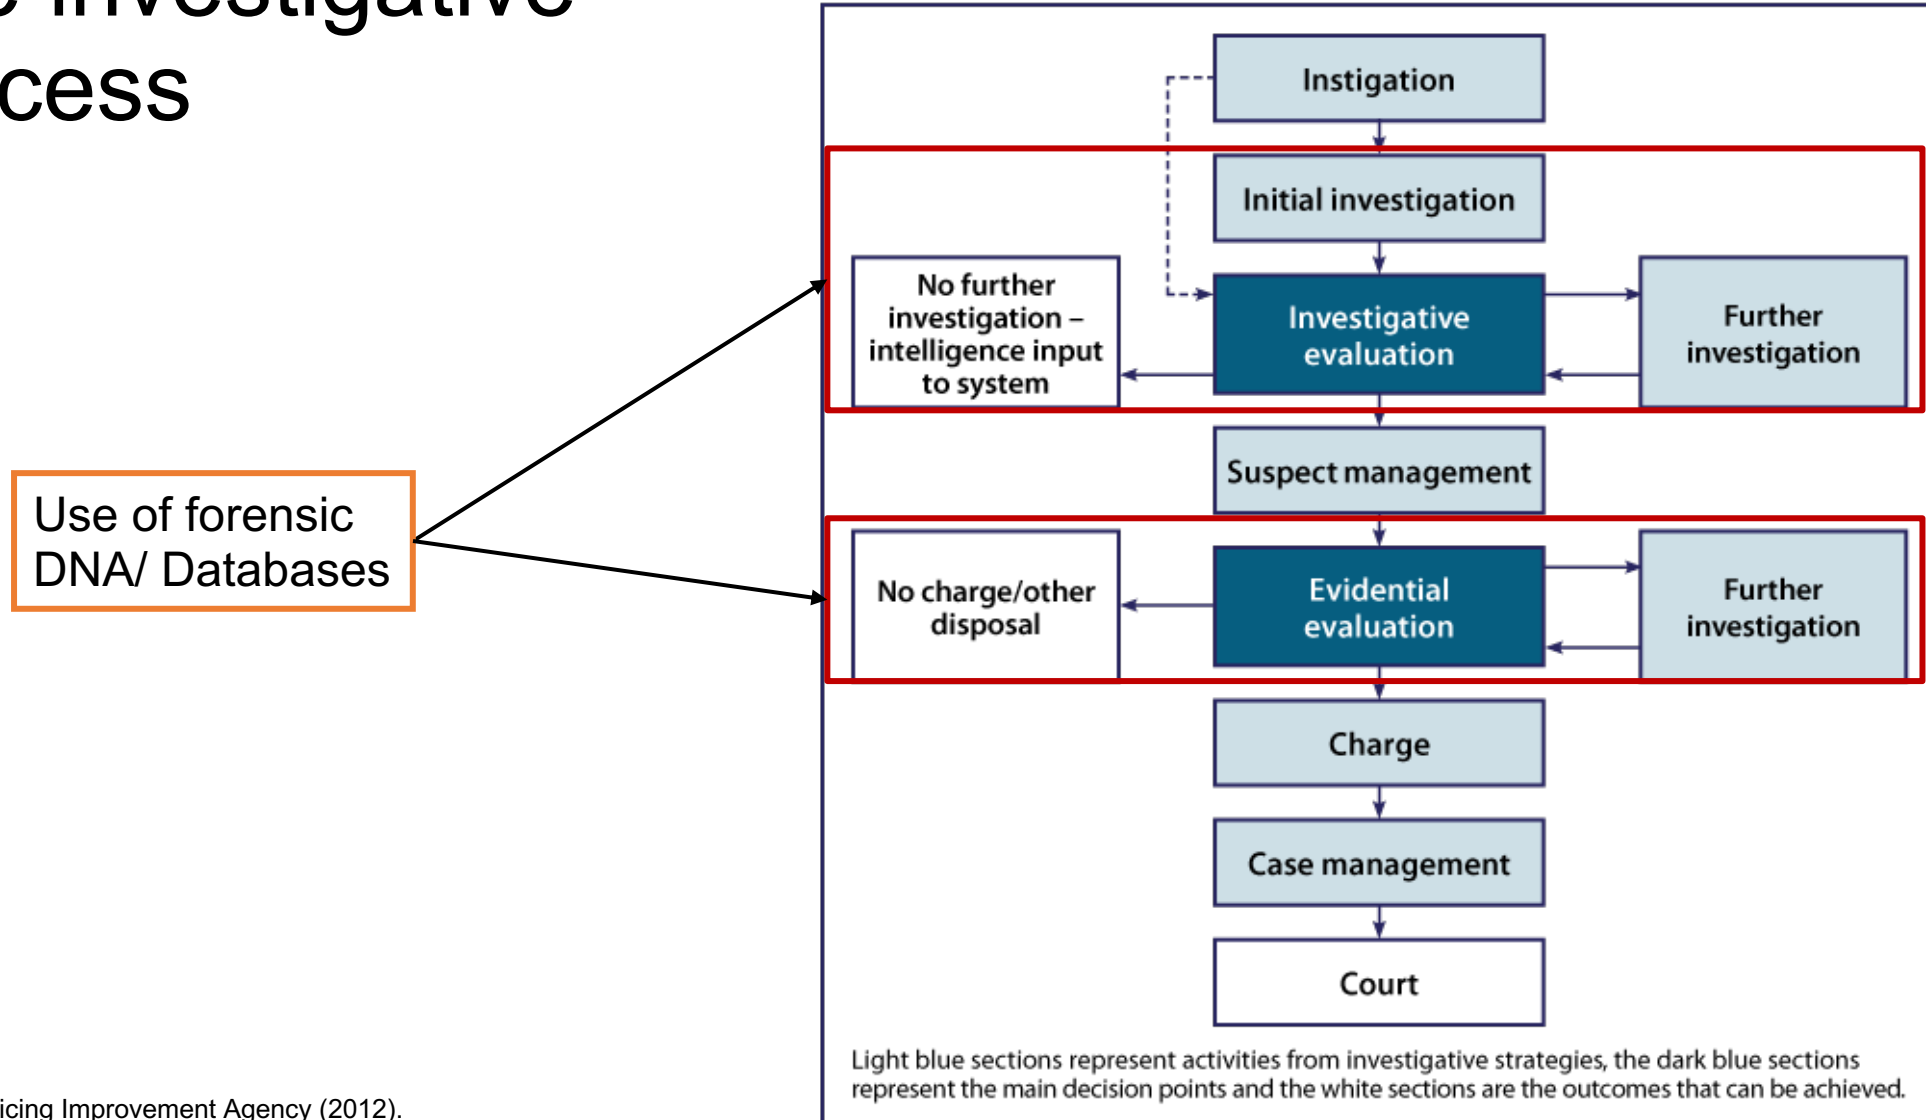 investigative
cess
Instigation
Initial investigation
No further
investigation –
intelligence input
to system
Investigative
evaluation
Further
investigation
Suspect management
Use of forensic
DNA/ Databases
No charge/other
disposal
Evidential
evaluation
Further
investigation
Charge
Case management
Court
Light blue sections represent activities from investigative strategies, the dark blue sections
represent the main decision points and the white sections are the outcomes that can be achieved.
icing Improvement Agency (2012).